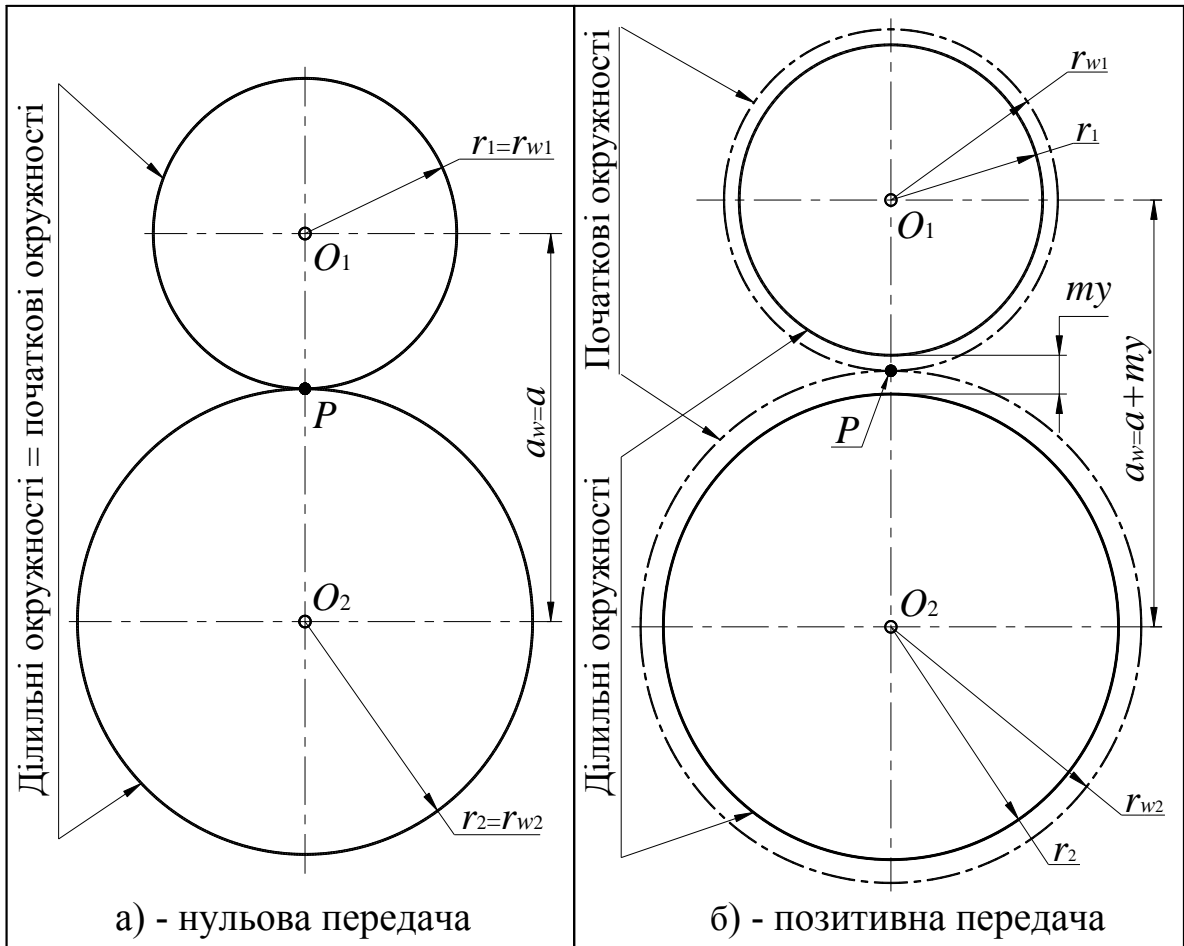 Ділильні окружності = початкові окружності
r1=rw1
O1
P
aw=a
O2
r2=rw2
а) - нульова передача
Початкові окружності
Ділильні окружності
rw1
r1
O1
my
P
aw=a+my
O2
rw2
r2
б) - позитивна передача